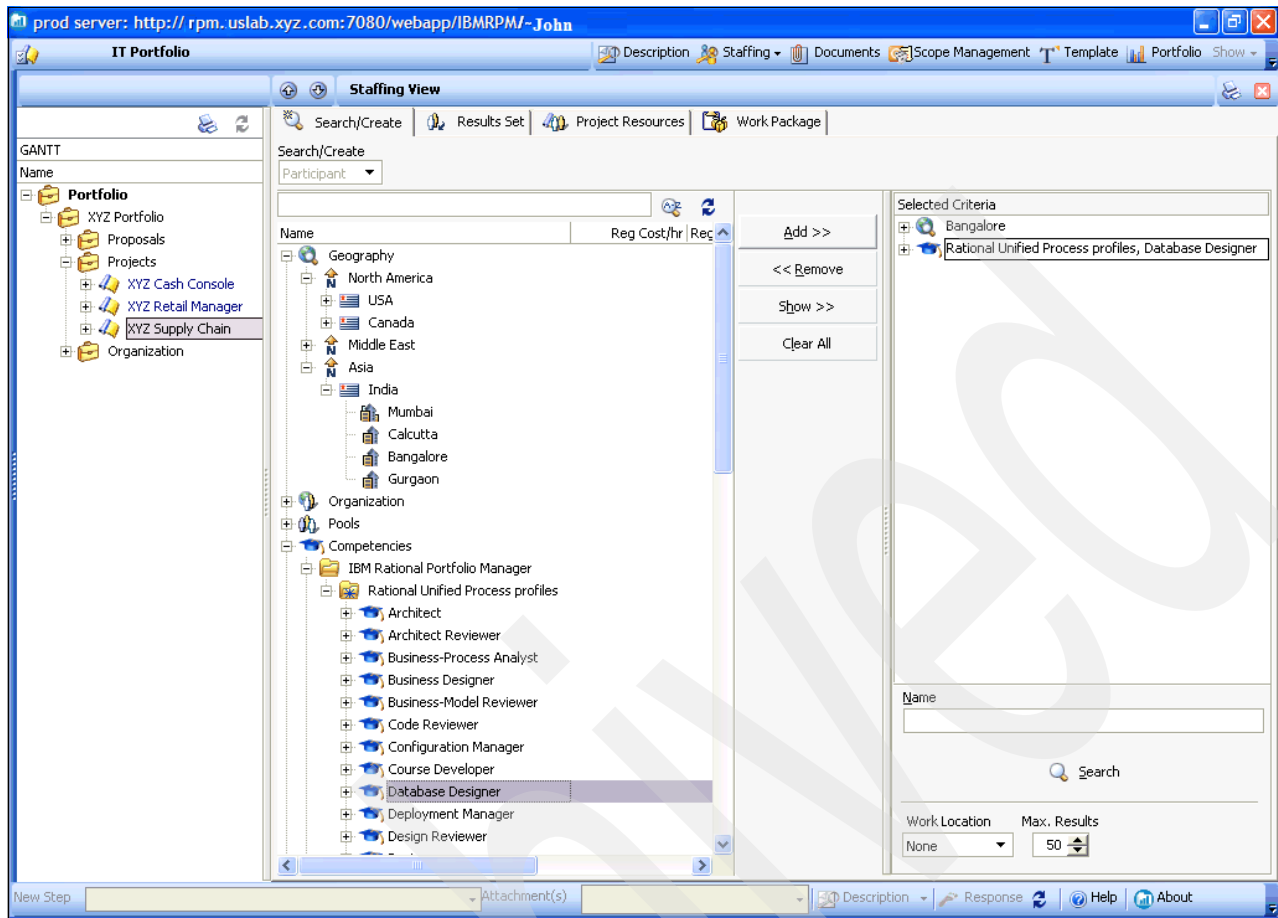 prod server: http://rpm.uslab.xyz.com:7080/webapp/IBMRPM/~John
IT Portfolio
Description Staffing Documents Scope Management Template Portfolio Show
Staffing View
Search/Create Results Set Project Resources Work Package
GANTT
Name
Portfolio
XYZ Portfolio
Proposals
Projects
XYZ Cash Console
XYZ Retail Manager
XYZ Supply Chain
Organization
Search/Create
Participant
Name Reg Cost/hr Reg
Geography
North America
USA
Canada
Middle East
Asia
India
Mumbai
Calcutta
Bangalore
Gurgaon
Organization
Pools
Competencies
IBM Rational Portfolio Manager
Rational Unified Process profiles
Architect
Architect Reviewer
Business-Process Analyst
Business Designer
Business-Model Reviewer
Code Reviewer
Configuration Manager
Course Developer
Database Designer
Deployment Manager
Design Reviewer
Add >>
<< Remove
Show >>
Clear All
Selected Criteria
Bangalore
Rational Unified Process profiles, Database Designer
Name
Search
Work Location Max. Results
None 50
New Step Attachment(s) Description Response Help About